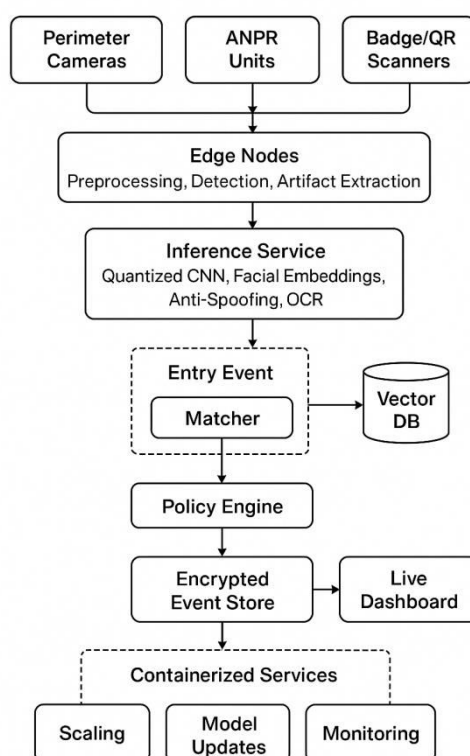 Perimeter
Cameras
ANPR
Units
Badge/QR
Scanners
Edge Nodes
Preprocessing, Detection, Artifact Extraction
Inference Service
Quantized CNN, Facial Embeddings,
Anti-Spoofing, OCR
Entry Event
Matcher
Vector
DB
Policy Engine
Encrypted
Event Store
Live
Dashboard
Containerized Services
Scaling
Model
Updates
Monitoring